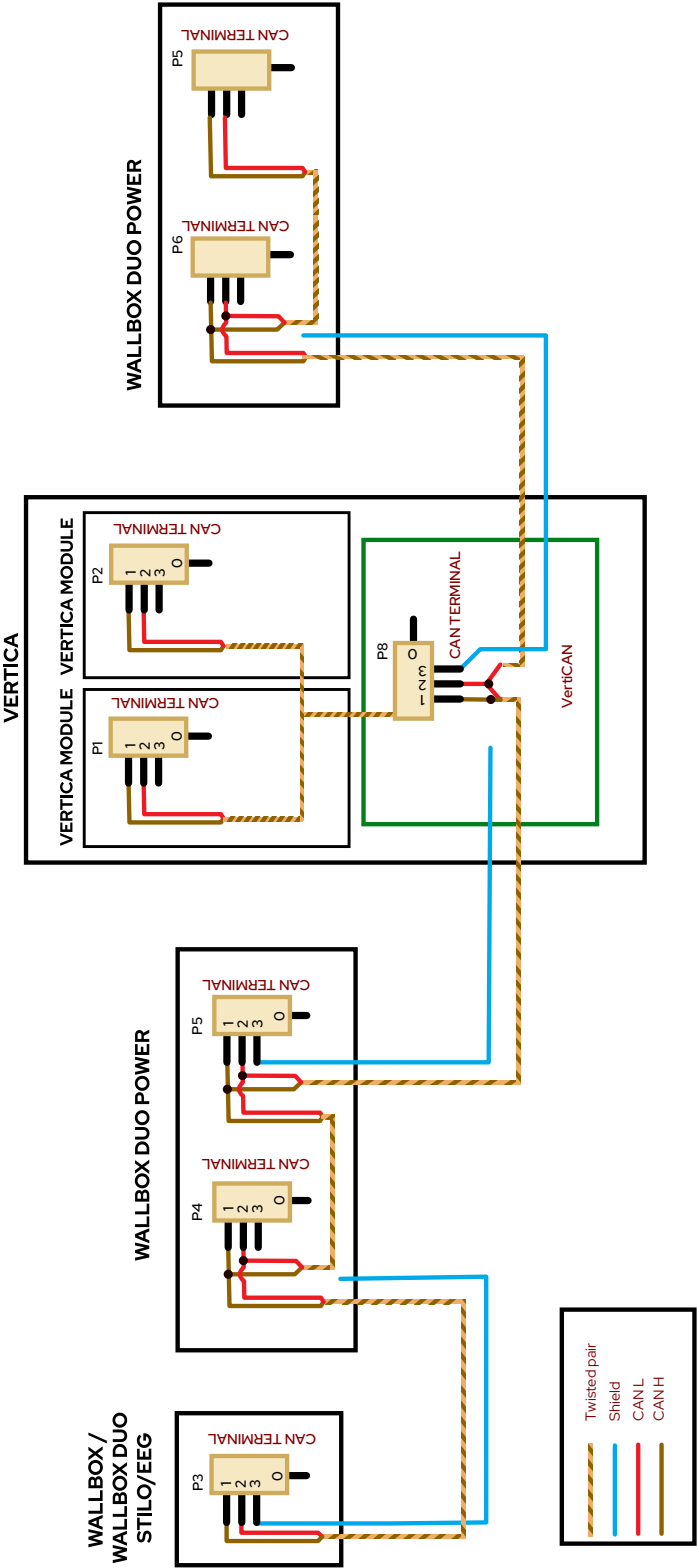 VERTICA
WALLBOX /
WALLBOX DUO
STILO/EEG
P3
CAN TERMINAL
1
2
3
0
WALLBOX DUO POWER
P4
CAN TERMINAL
1
2
3
0
P5
CAN TERMINAL
1
2
3
0
VERTICA MODULE
P1
CAN TERMINAL
1
2
3
0
VERTICA MODULE
P2
CAN TERMINAL
1
2
3
0
P8
0
1 2 3
CAN TERMINAL
VertiCAN
WALLBOX DUO POWER
P6
CAN TERMINAL
P5
CAN TERMINAL
Twisted pair
Shield
CAN L
CAN H